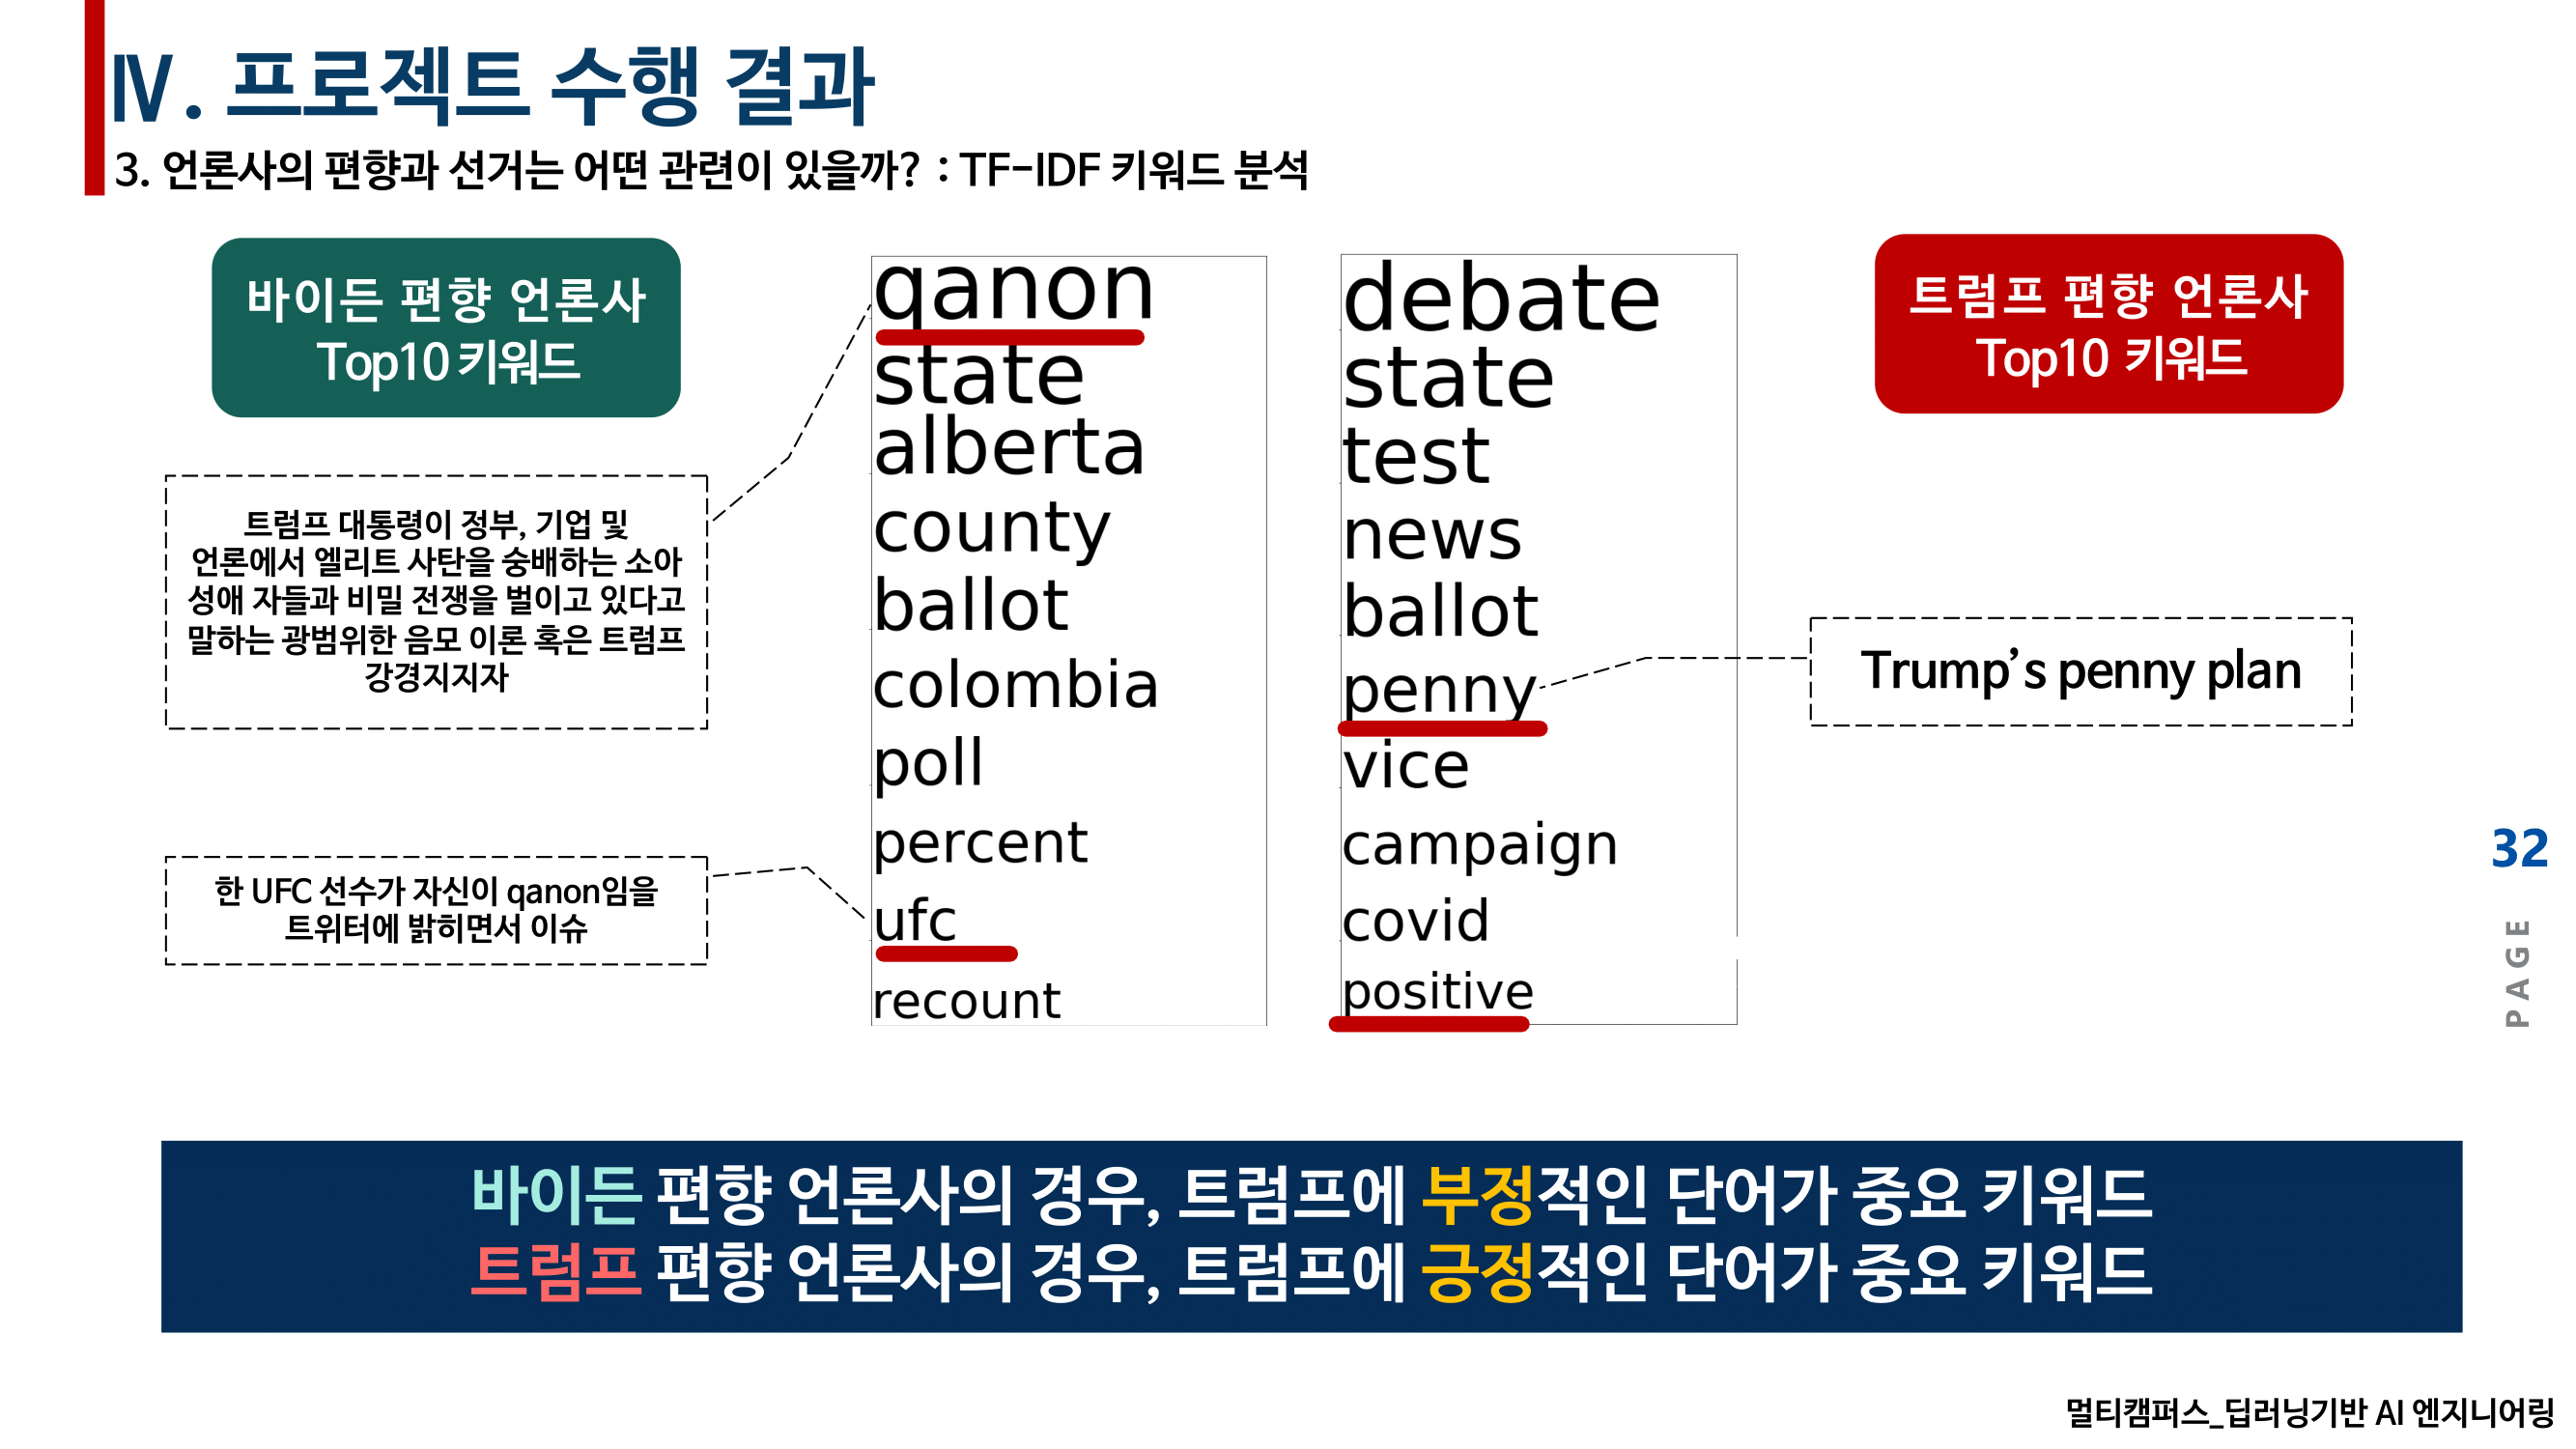 Ⅳ. 프로젝트 수행 결과
3. 언론사의 편향과 선거는 어떤 관련이 있을까? : TF-IDF 키워드 분석
바이든 편향 언론사
Top10 키워드
트럼프 대통령이 정부, 기업 및
언론에서 엘리트 사탄을 숭배하는 소아
성애 자들과 비밀 전쟁을 벌이고 있다고
말하는 광범위한 음모 이론 혹은 트럼프
강경지지자
한 UFC 선수가 자신이 qanon임을
트위터에 밝히면서 이슈
qanon
state
alberta
county
ballot
colombia
poll
percent
ufc
recount
debate
state
test
news
ballot
penny
vice
campaign
covid
positive
트럼프 편향 언론사
Top10 키워드
Trump’s penny plan
32
PAGE
바이든 편향 언론사의 경우, 트럼프에 부정적인 단어가 중요 키워드
트럼프 편향 언론사의 경우, 트럼프에 긍정적인 단어가 중요 키워드
멀티캠퍼스_딥러닝기반 AI 엔지니어링